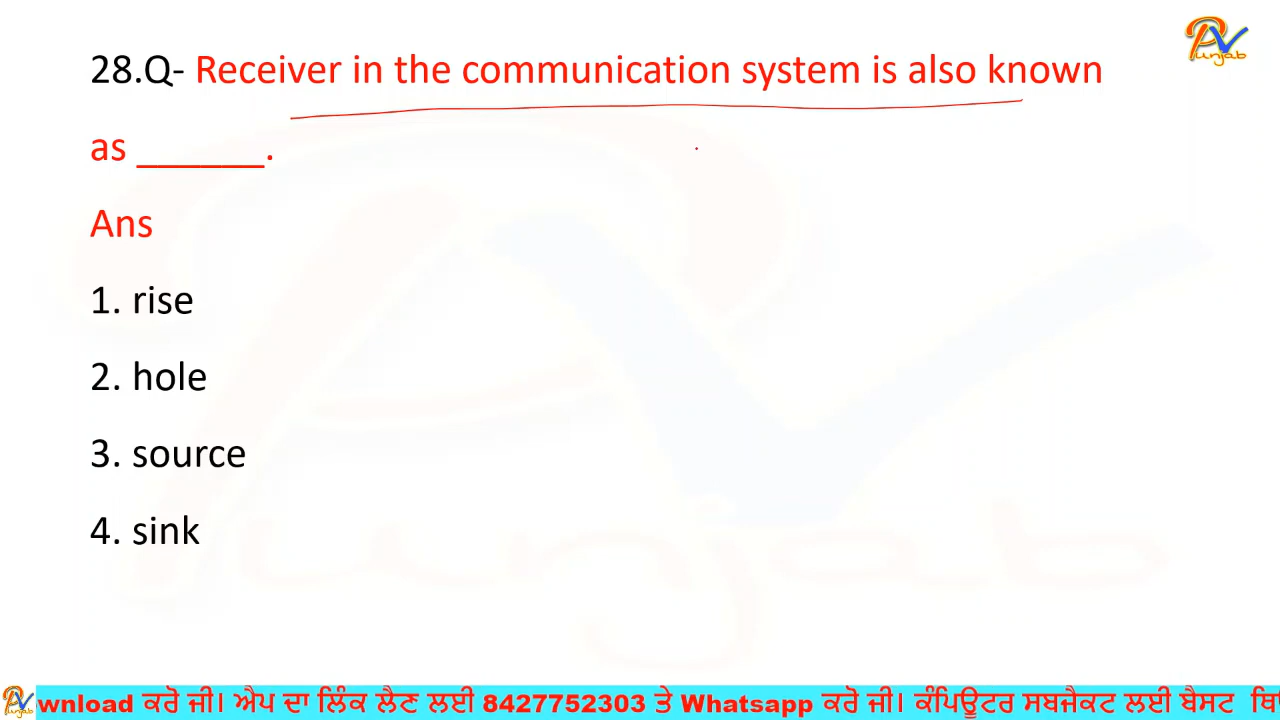 28.Q- Receiver in the communication system is also known
as ______.
Ans
1. rise
2. hole
3. source
4. sink
wnload ਕਰੋ ਜੀ। ਐਪ ਦਾ ਲਿੰਕ ਲੈਣ ਲਈ 8427752303 ਤੇ Whatsapp ਕਰੋ ਜੀ। ਕੰਪਿਊਟਰ ਸਬਜੈਕਟ ਲਈ ਬੈਸਟ ਥਿ